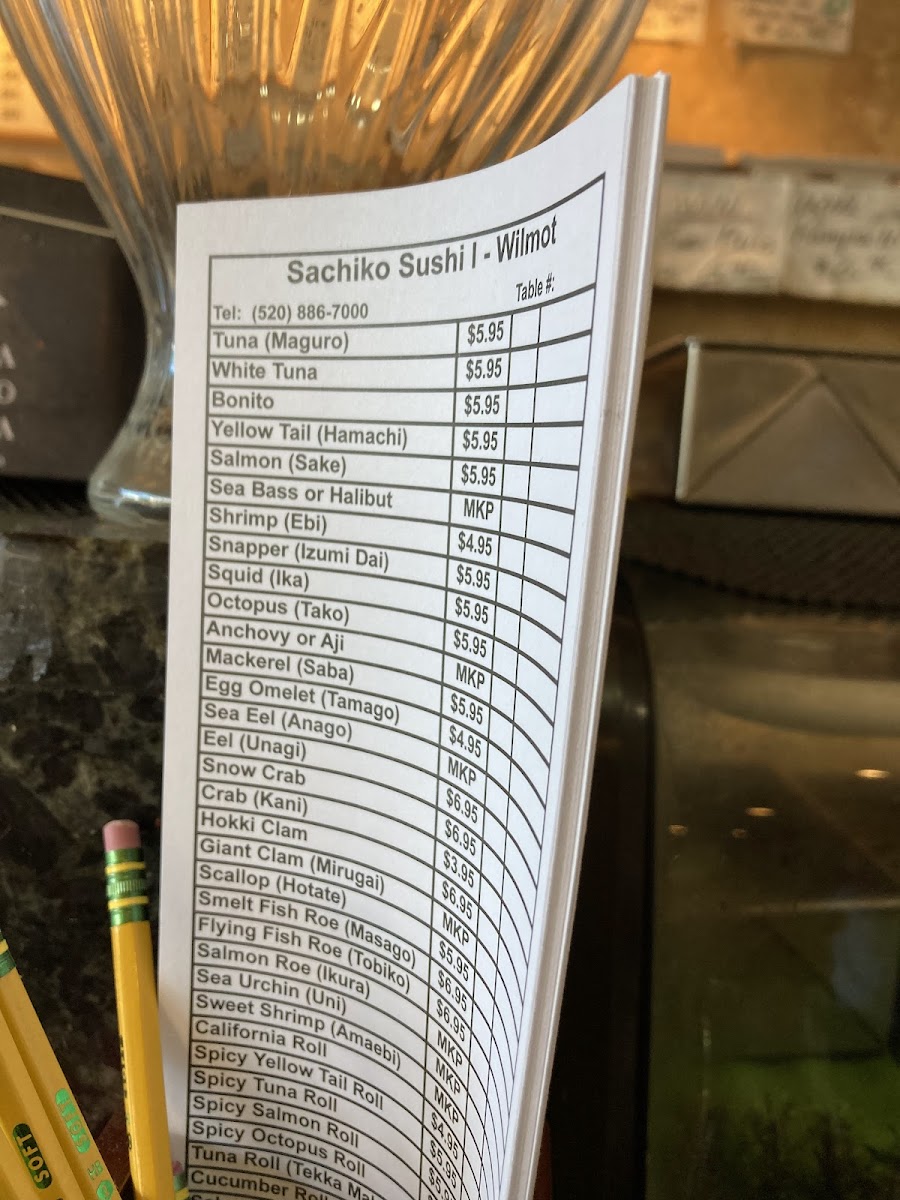 Sachiko Sushi I - Wilmot
Tel: (520) 886-7000 Table #:
Tuna (Maguro) $5.95
White Tuna $5.95
Bonito $5.95
Yellow Tail (Hamachi) $5.95
Salmon (Sake) $5.95
Sea Bass or Halibut MKP
Shrimp (Ebi) $4.95
Snapper (Izumi Dai) $5.95
Squid (Ika) $5.95
Octopus (Tako) $5.95
Anchovy or Aji MKP
Mackerel (Saba) $5.95
Egg Omelet (Tamago) $4.95
Sea Eel (Anago) MKP
Eel (Unagi) $6.95
Snow Crab $6.95
Crab (Kani) $3.95
Hokki Clam $6.95
Giant Clam (Mirugai) MKP
Scallop (Hotate) $5.95
Smelt Fish Roe (Masago) $6.95
Flying Fish Roe (Tobiko) $6.95
Salmon Roe (Ikura) MKP
Sea Urchin (Uni) MKP
Sweet Shrimp (Amaebi) MKP
California Roll $4.95
Spicy Yellow Tail Roll $5.95
Spicy Tuna Roll
Spicy Salmon Roll
Spicy Octopus Roll
Tuna Roll (Tekka
Cucumber
SOFT